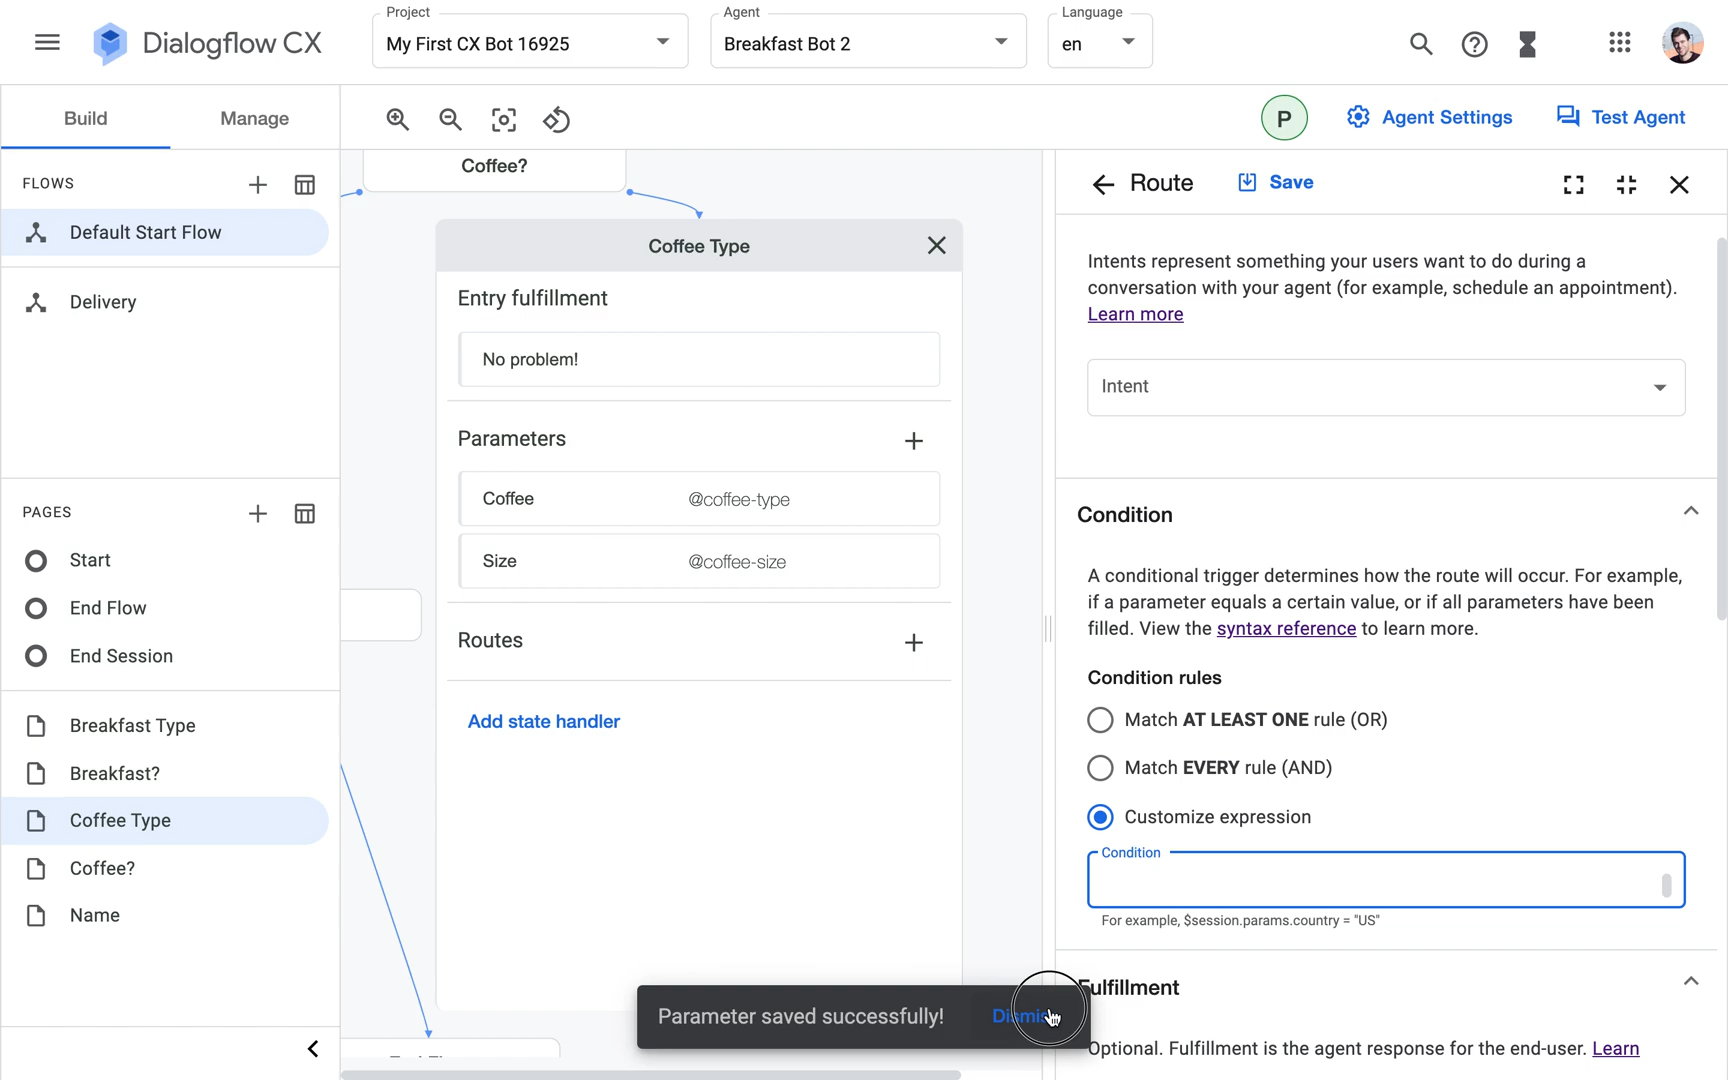 Project
Agent
Language
Dialogflow CX
My First CX Bot 16925
Breakfast Bot 2
en
Build
Manage
P
Agent Settings
Test Agent
FLOWS
Default Start Flow
Delivery
PAGES
Start
End Flow
End Session
Breakfast Type
Breakfast?
Coffee Type
Coffee?
Name
Coffee?
Coffee Type
Entry fulfillment
No problem!
Parameters
Coffee
@coffee-type
Size
@coffee-size
Routes
Add state handler
Parameter saved successfully!
Dismiss
Route
Save
Intents represent something your users want to do during a
conversation with your agent (for example, schedule an appointment).
Learn more
Intent
Condition
A conditional trigger determines how the route will occur. For example,
if a parameter equals a certain value, or if all parameters have been
filled. View the syntax reference to learn more.
Condition rules
Match AT LEAST ONE rule (OR)
Match EVERY rule (AND)
Customize expression
Condition
For example, $session.params.country = "US"
Fulfillment
Optional. Fulfillment is the agent response for the end-user. Learn